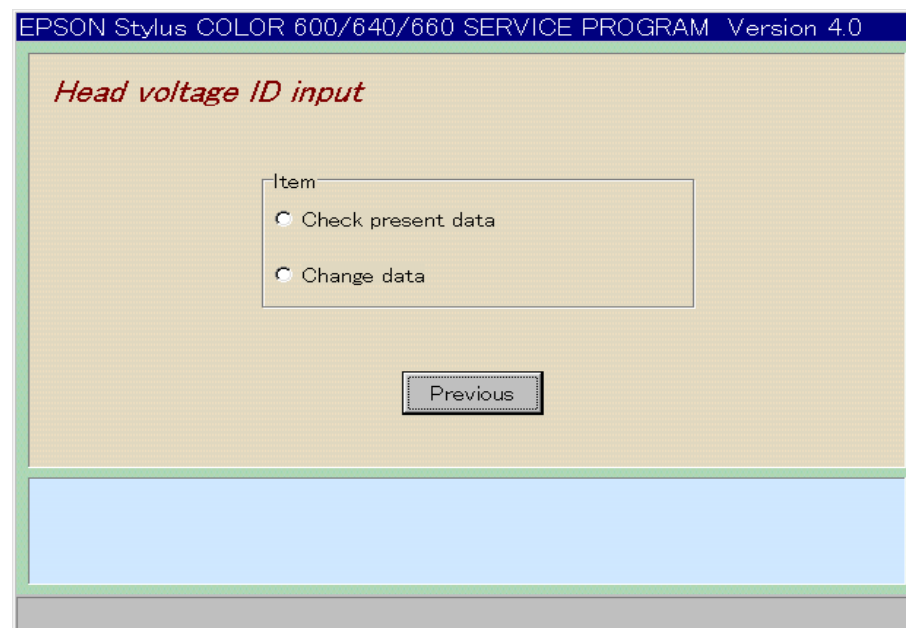 EPSON Stylus COLOR 600/640/660 SERVICE PROGRAM Version 4.0
Head voltage ID input
Item
Check present data
Change data
Previous